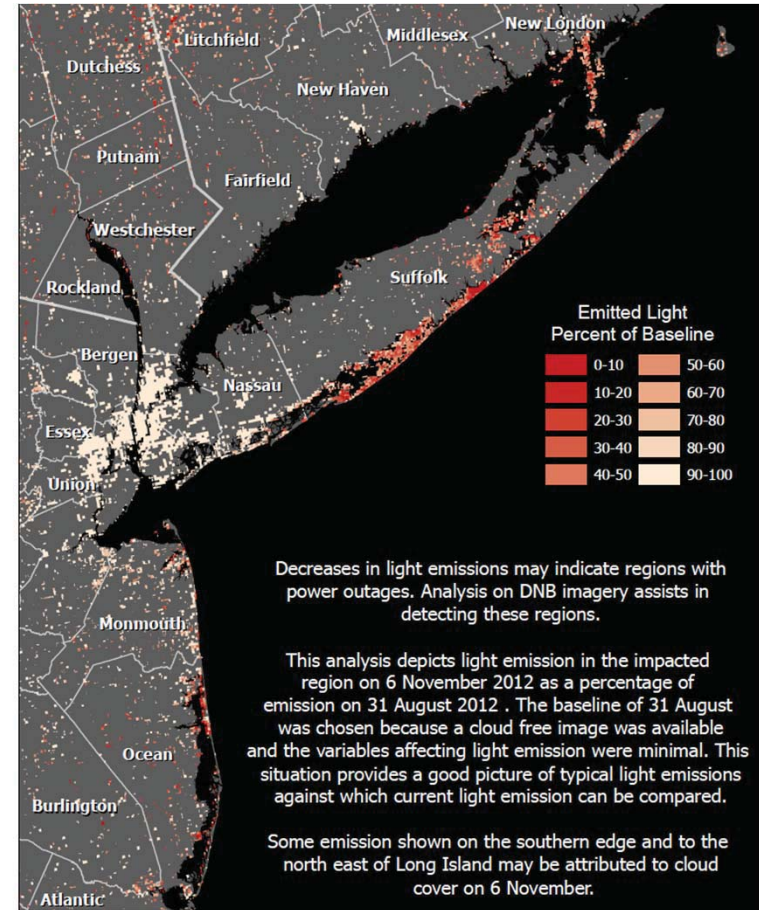 New London
Litchfield
Middlesex
Dutchess
New Haven
Putnam
Fairfield
Westchester
Suffolk
Rockland
Emitted Light
Percent of Baseline
0-10
50-60
10-20
60-70
20-30
70-80
30-40
80-90
40-50
90-100
Bergen
Nassau
Essex
Union
Decreases in light emissions may indicate regions with
power outages. Analysis on DNB imagery assists in
detecting these regions.
Monmouth
This analysis depicts light emission in the impacted
region on 6 November 2012 as a percentage of
emission on 31 August 2012 . The baseline of 31 August
was chosen because a cloud free image was available
and the variables affecting light emission were minimal. This
situation provides a good picture of typical light emissions
against which current light emission can be compared.
Ocean
Burlington
Some emission shown on the southern edge and to the
north east of Long Island may be attributed to cloud
cover on 6 November.
Atlantic